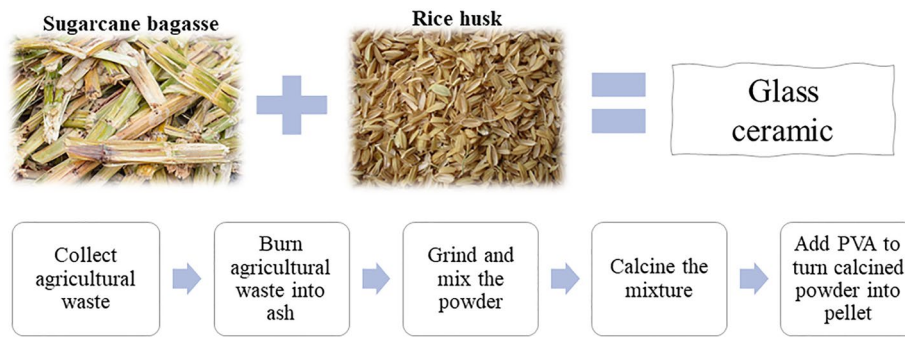 Sugarcane bagasse
Rice husk
Glass
ceramic
Collect
agricultural
waste
Burn
agricultural
waste into
ash
Grind and
mix the
powder
Calcine the
mixture
Add PVA to
turn calcined
powder into
pellet